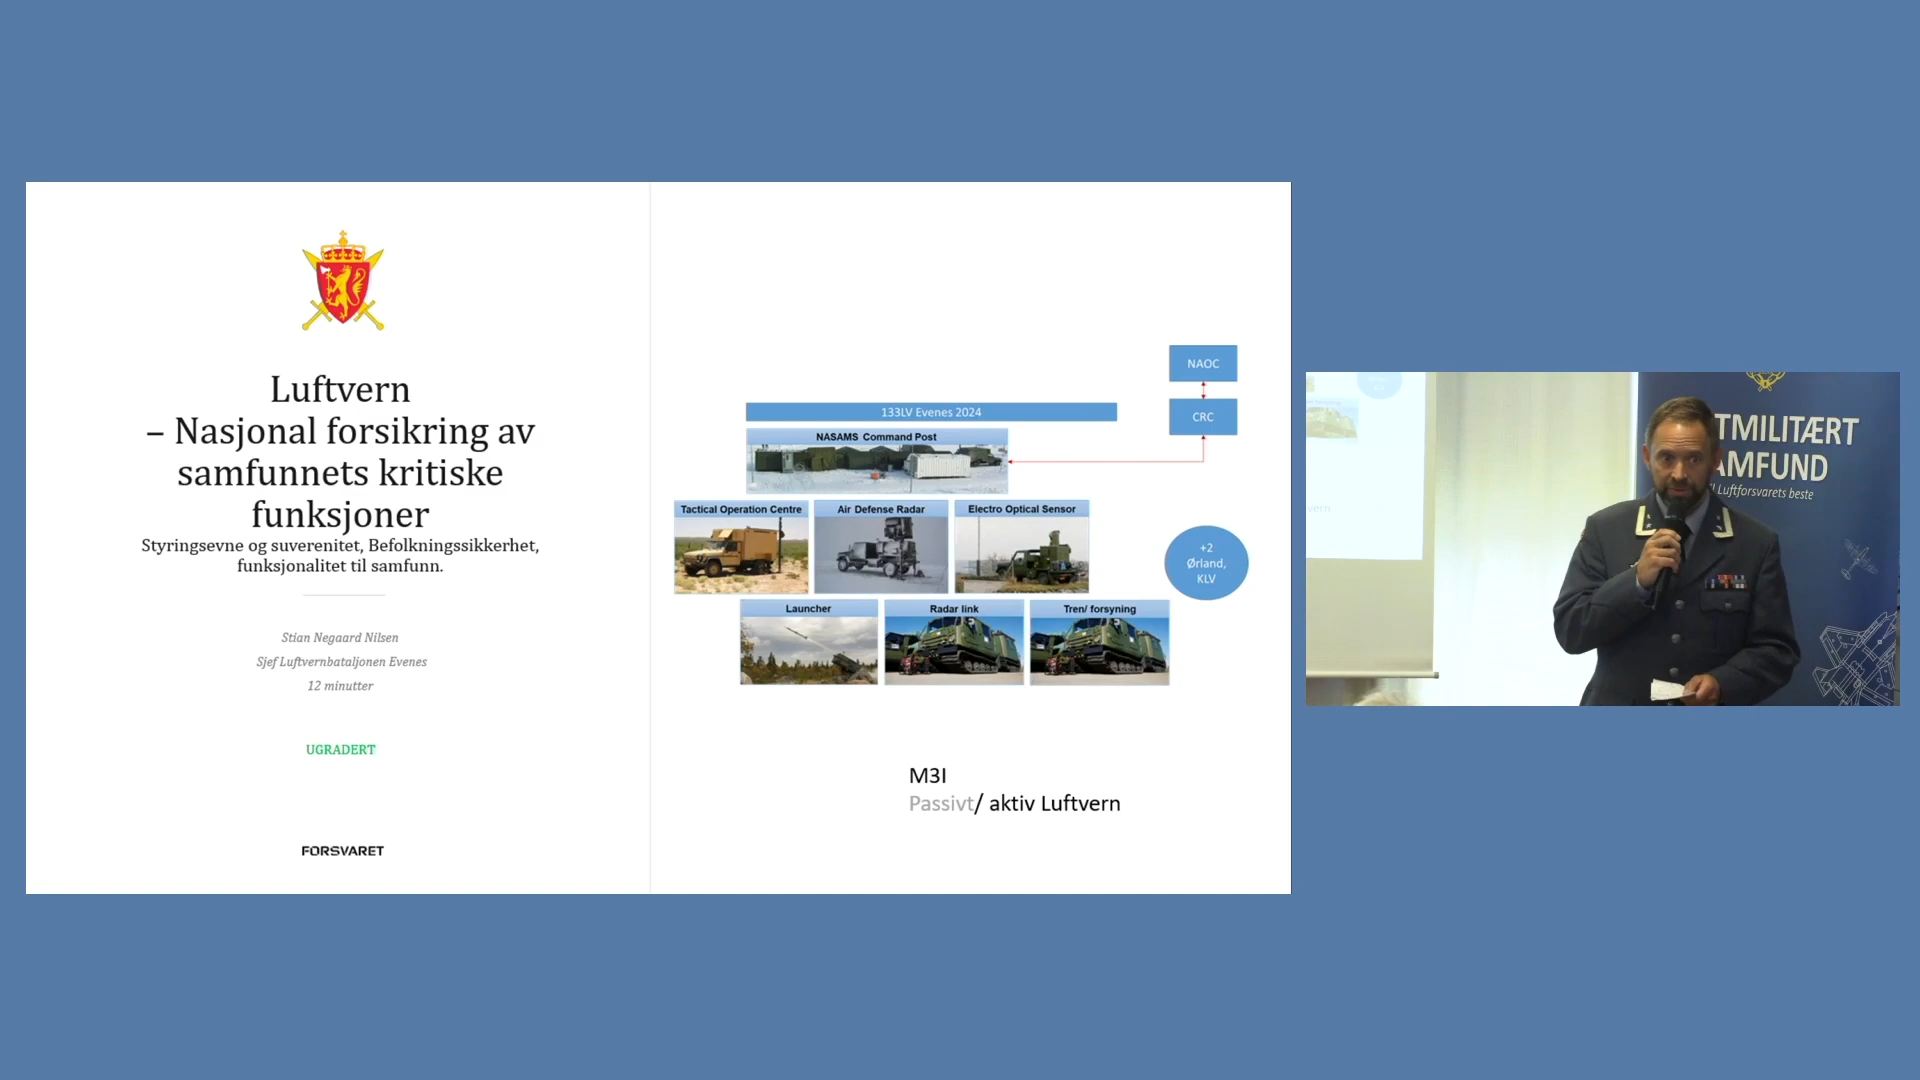 Luftvern
– Nasjonal forsikring av
samfunnets kritiske
funksjoner
Styringsevne og suverenitet, Befolkningssikkerhet,
funksjonalitet til samfunn.
Stian Negaard Nilsen
Sjef Luftvernbataljonen Evenes
12 minutter
UGRADERT
FORSVARET
NAOC
CRC
133LV Evenes 2024
NASAMS Command Post
Tactical Operation Centre
Air Defense Radar
Electro Optical Sensor
+2
Ørland,
KLV
Launcher
Radar link
Tren/ forsyning
M3I
Passivt/ aktiv Luftvern
TMILITÆRT
AMFUND
l Luftforsvarets beste